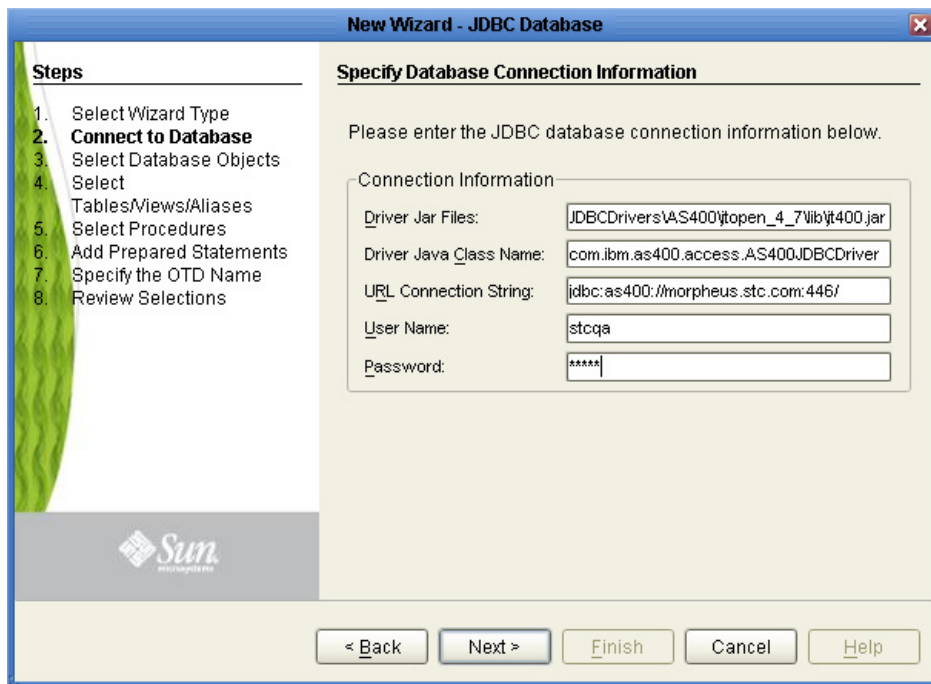 New Wizard - JDBC Database
Steps
1. Select Wizard Type
2. Connect to Database
3. Select Database Objects
4. Select
Tables/Views/Aliases
5. Select Procedures
6. Add Prepared Statements
7. Specify the OTD Name
8. Review Selections
Sun
microsystems
Specify Database Connection Information
Please enter the JDBC database connection information below.
Connection Information
Driver Jar Files: JDBCDrivers\AS400\jtopen_4_7\lib\jt400.jar
Driver Java Class Name: com.ibm.as400.access.AS400JDBCDriver
URL Connection String: jdbc:as400://morpheus.stc.com:446/
User Name: stcqa
Password: *****
< Back Next > Finish Cancel Help